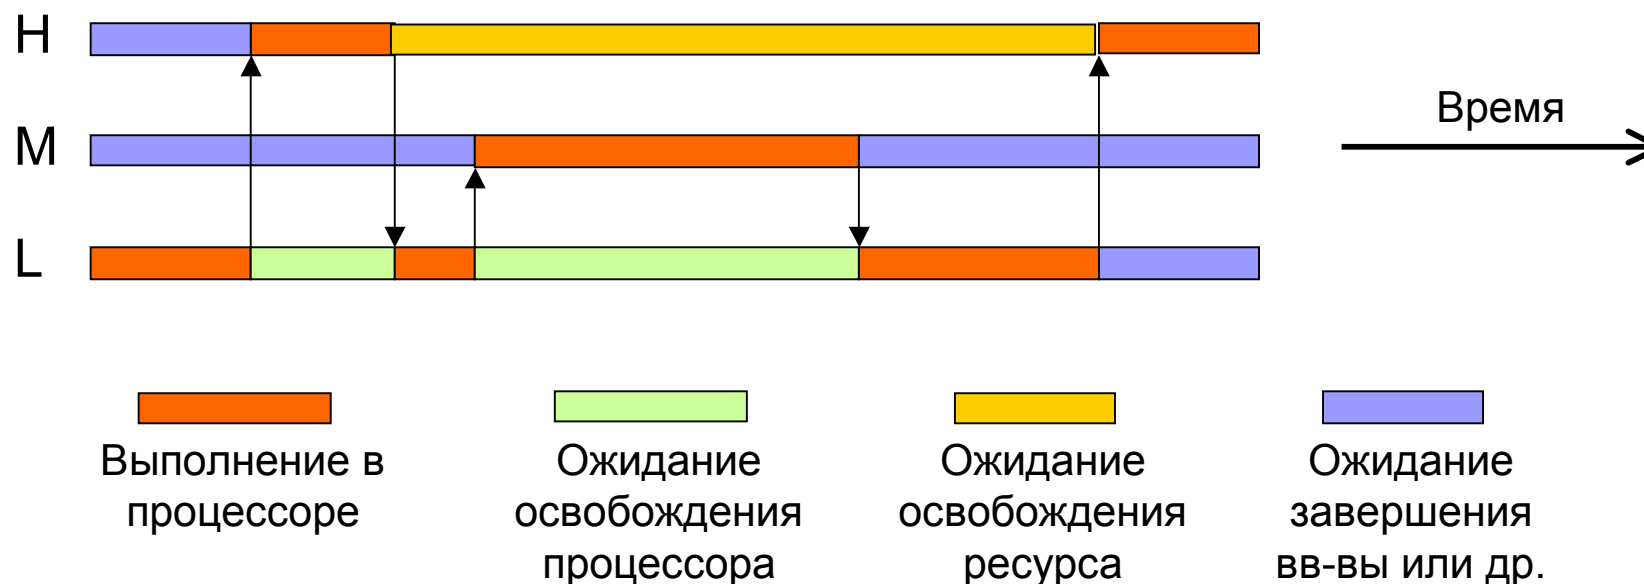 H
M
Время
L
Выполнение в
процессоре
Ожидание
освобождения
процессора
Ожидание
освобождения
ресурса
Ожидание
завершения
вв-вы или др.